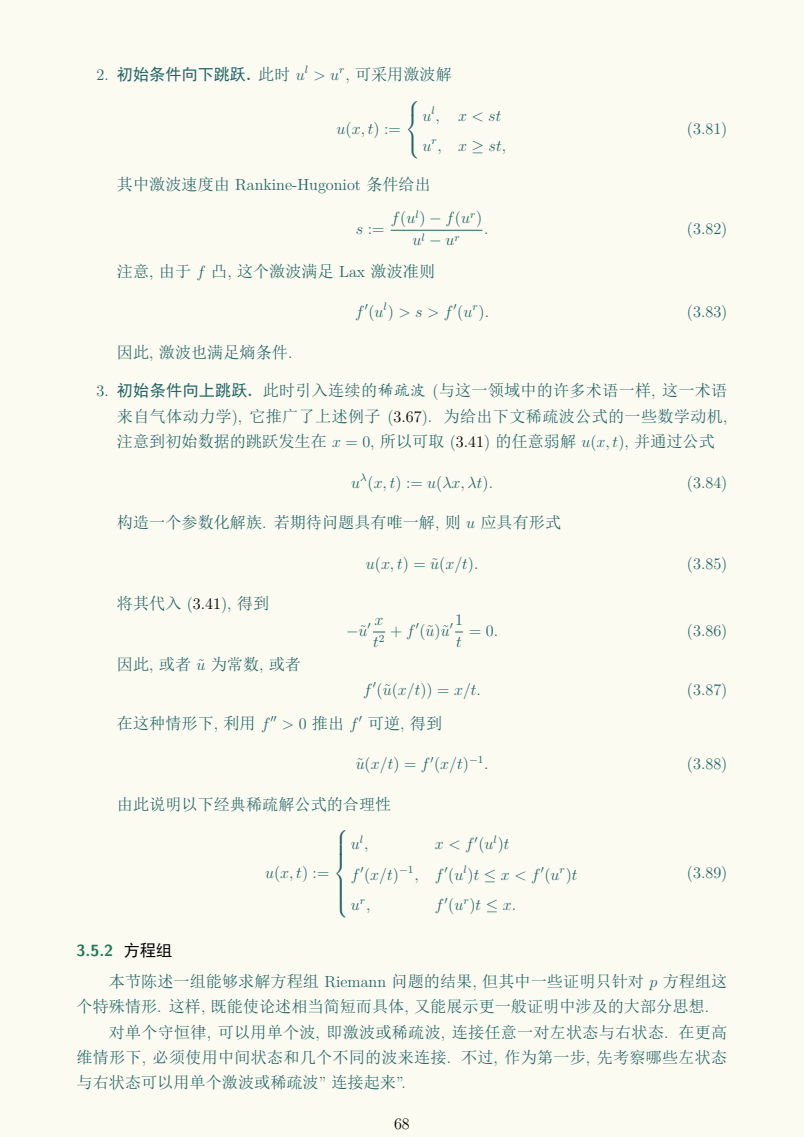 2. 初始条件向下跳跃. 此时 u^l > u^r, 可采用激波解
u(x, t) := { u^l, x < st
u^r, x ≥ st, (3.81)
其中激波速度由 Rankine-Hugoniot 条件给出
s := (f(u^l) − f(u^r)) / (u^l − u^r). (3.82)
注意, 由于 f 凸, 这个激波满足 Lax 激波准则
f′(u^l) > s > f′(u^r). (3.83)
因此, 激波也满足熵条件.
3. 初始条件向上跳跃. 此时引入连续的稀疏波 (与这一领域中的许多术语一样, 这一术语
来自气体动力学), 它推广了上述例子 (3.67). 为给出下文稀疏波公式的一些数学动机,
注意到初始数据的跳跃发生在 x = 0, 所以可取 (3.41) 的任意弱解 u(x, t), 并通过公式
u^λ(x, t) := u(λx, λt). (3.84)
构造一个参数化解族. 若期待问题具有唯一解, 则 u 应具有形式
u(x, t) = ũ(x/t). (3.85)
将其代入 (3.41), 得到
−ũ′ x/t² + f′(ũ)ũ′ 1/t = 0. (3.86)
因此, 或者 ũ 为常数, 或者
f′(ũ(x/t)) = x/t. (3.87)
在这种情形下, 利用 f″ > 0 推出 f′ 可逆, 得到
ũ(x/t) = f′(x/t)⁻¹. (3.88)
由此说明以下经典稀疏解公式的合理性
u(x, t) := { u^l, x < f′(u^l)t
f′(x/t)⁻¹, f′(u^l)t ≤ x < f′(u^r)t (3.89)
u^r, f′(u^r)t ≤ x.
3.5.2 方程组
本节陈述一组能够求解方程组 Riemann 问题的结果, 但其中一些证明只针对 p 方程组这
个特殊情形. 这样, 既能使论述相当简短而具体, 又能展示更一般证明中涉及的大部分思想.
对单个守恒律, 可以用单个波, 即激波或稀疏波, 连接任意一对左状态与右状态. 在更高
维情形下, 必须使用中间状态和几个不同的波来连接. 不过, 作为第一步, 先考察哪些左状态
与右状态可以用单个激波或稀疏波” 连接起来”.
68